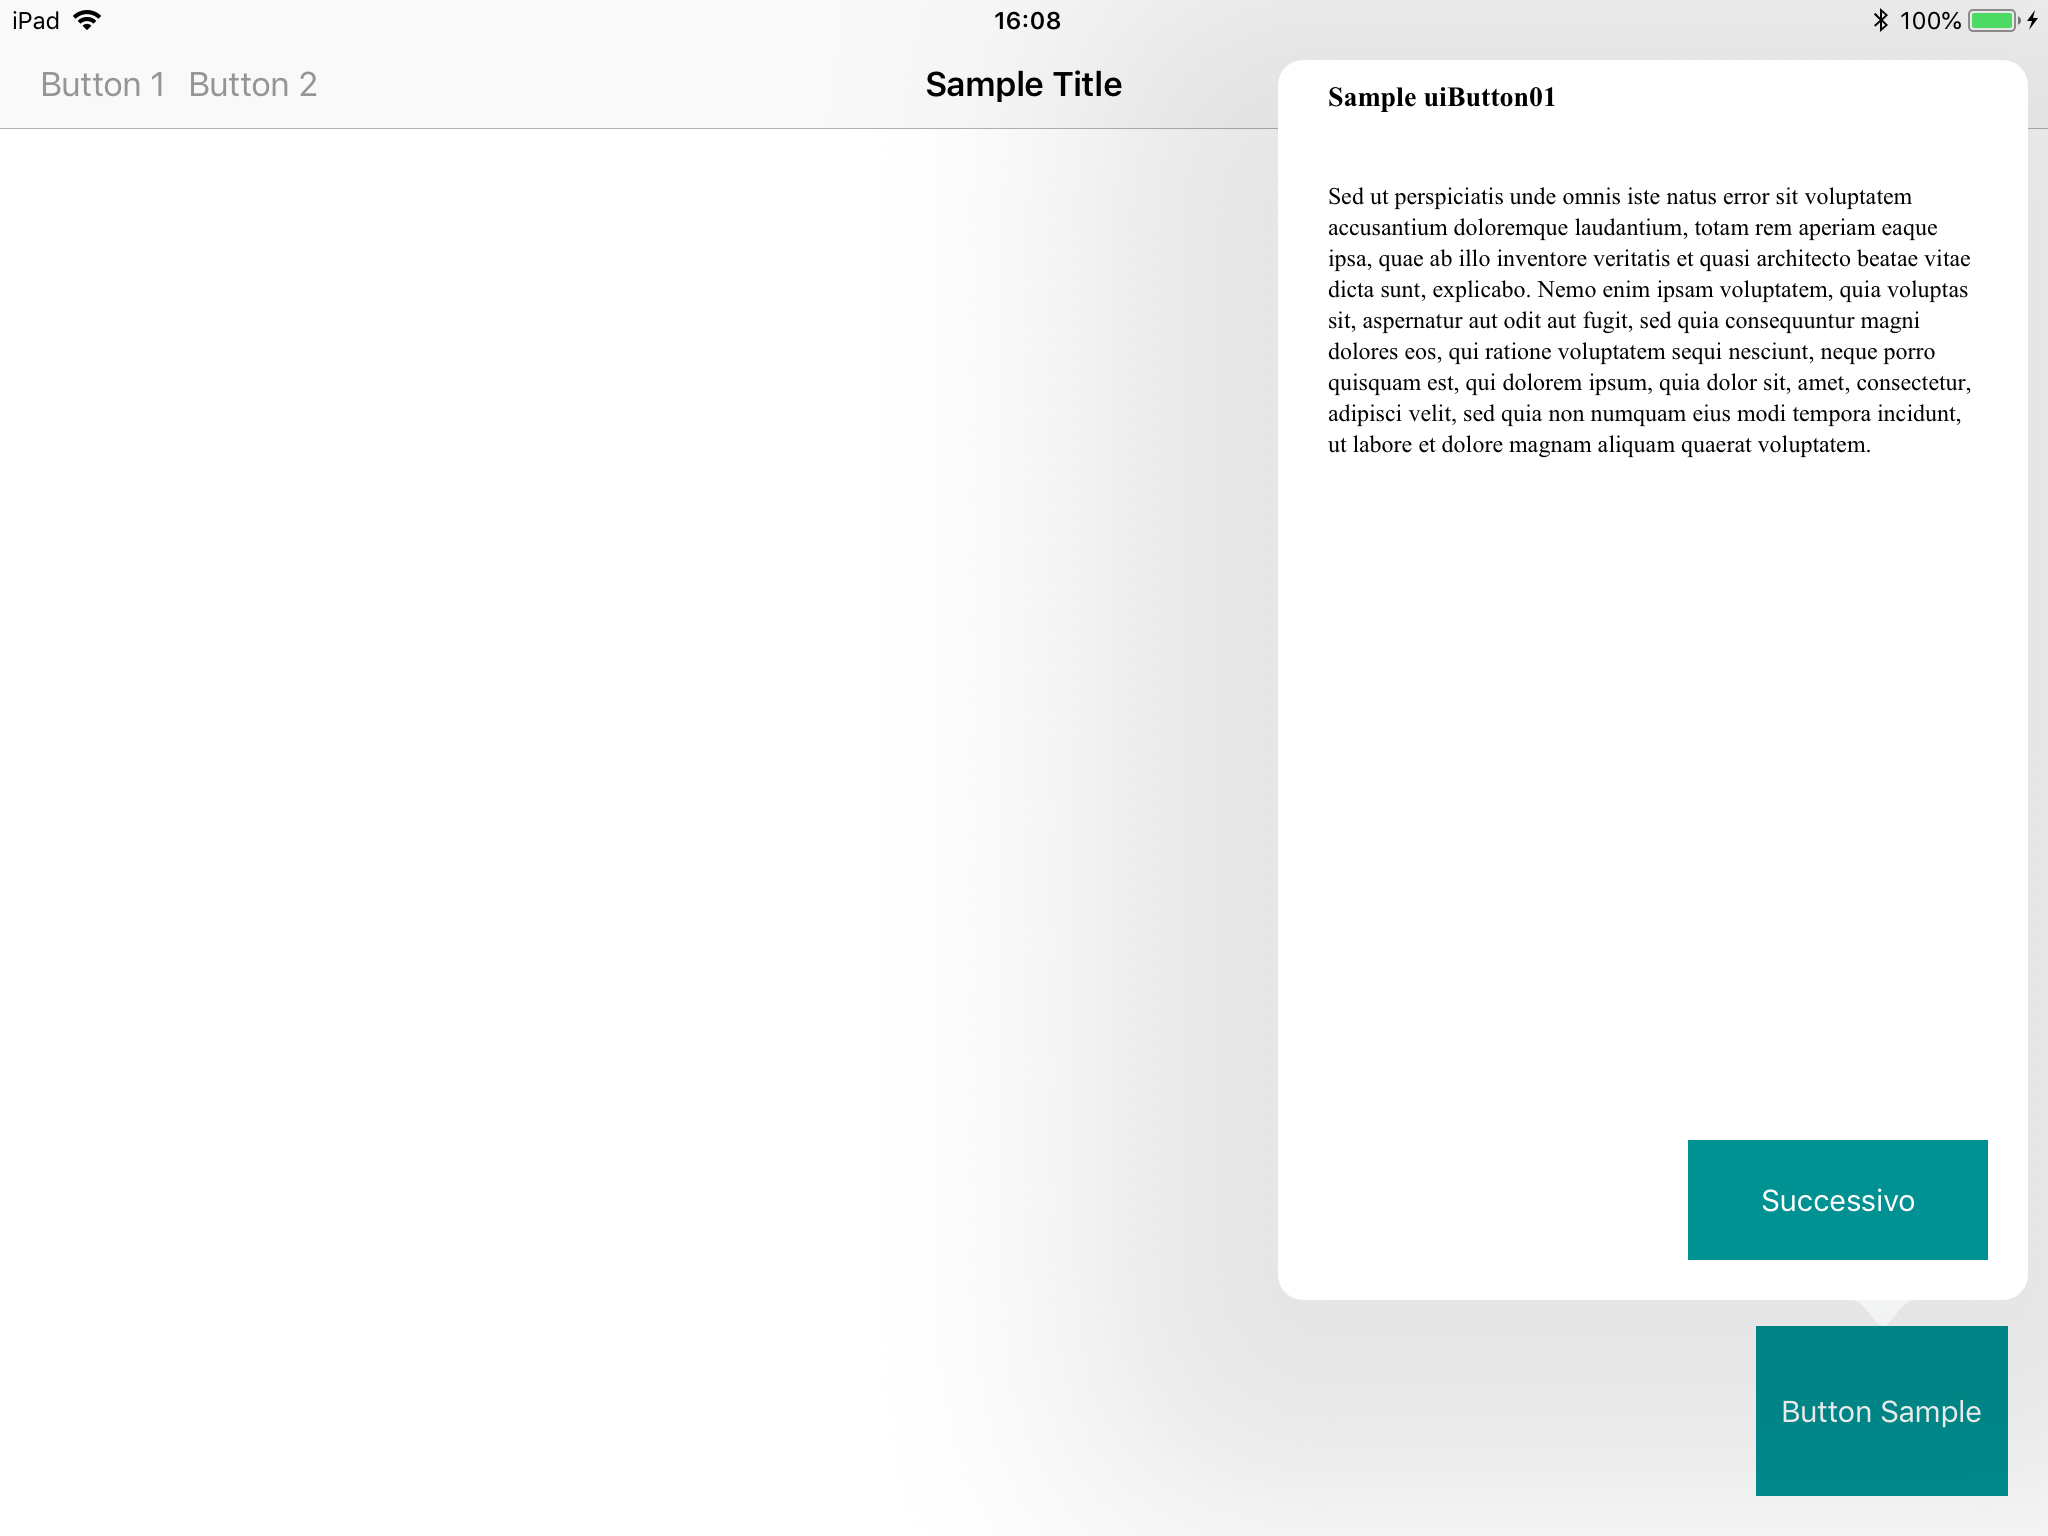 iPad 16:08 100%
Button 1 Button 2 Sample Title
Sample uiButton01
Sed ut perspiciatis unde omnis iste natus error sit voluptatem
accusantium doloremque laudantium, totam rem aperiam eaque
ipsa, quae ab illo inventore veritatis et quasi architecto beatae vitae
dicta sunt, explicabo. Nemo enim ipsam voluptatem, quia voluptas
sit, aspernatur aut odit aut fugit, sed quia consequuntur magni
dolores eos, qui ratione voluptatem sequi nesciunt, neque porro
quisquam est, qui dolorem ipsum, quia dolor sit, amet, consectetur,
adipisci velit, sed quia non numquam eius modi tempora incidunt,
ut labore et dolore magnam aliquam quaerat voluptatem.
Successivo
Button Sample